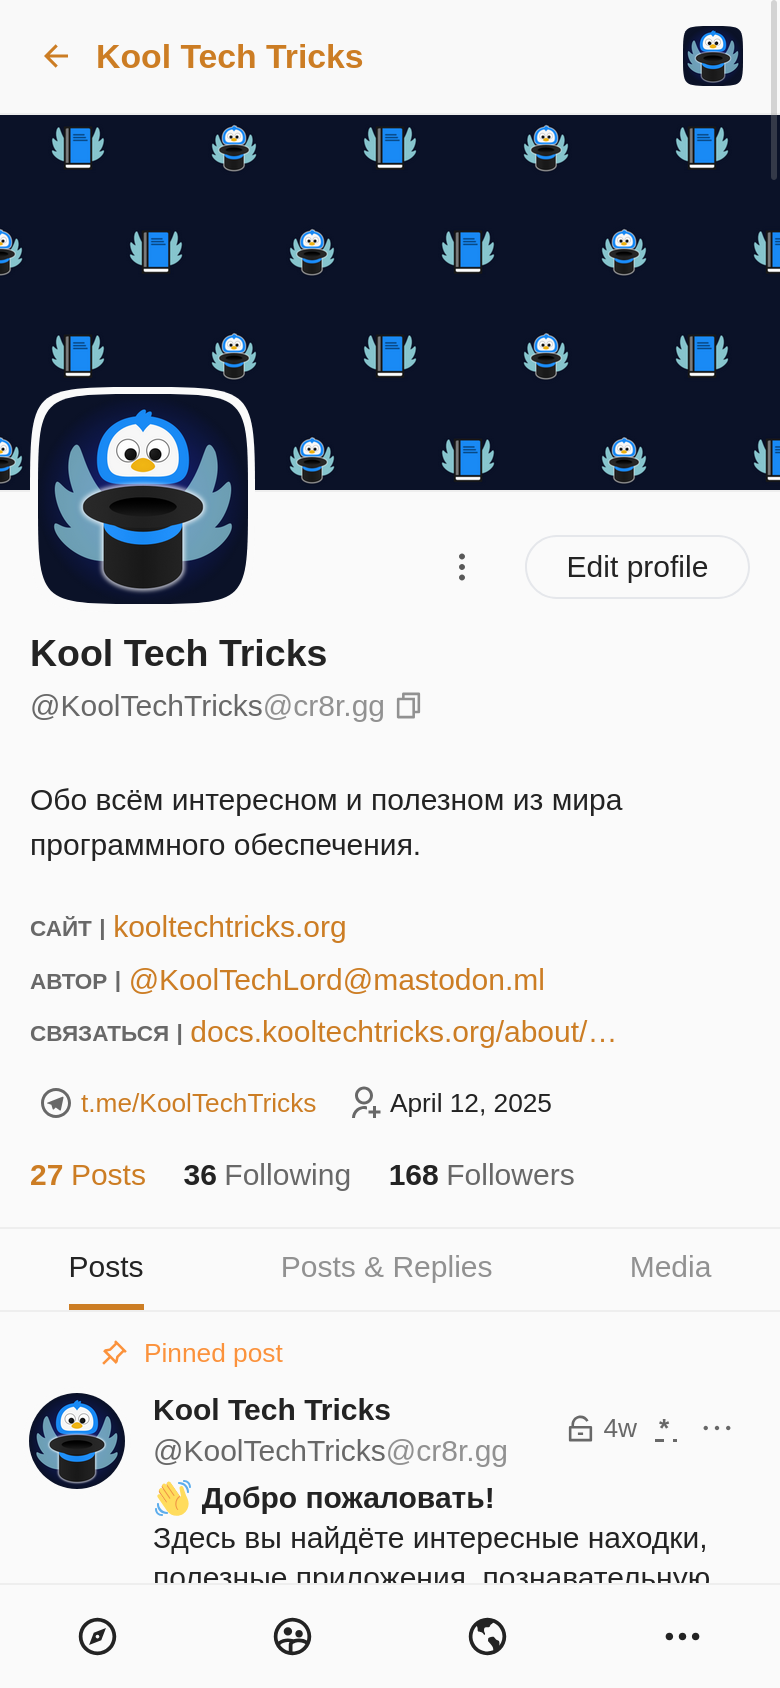 Kool Tech Tricks
Edit profile
Kool Tech Tricks
@KoolTechTricks@cr8r.gg
Обо всём интересном и полезном из мира
программного обеспечения.
САЙТ | kooltechtricks.org
АВТОР | @KoolTechLord@mastodon.ml
СВЯЗАТЬСЯ | docs.kooltechtricks.org/about/…
t.me/KoolTechTricks April 12, 2025
27 Posts 36 Following 168 Followers
Posts Posts & Replies Media
Pinned post
Kool Tech Tricks
@KoolTechTricks@cr8r.gg
4w
👋 Добро пожаловать!
Здесь вы найдёте интересные находки,
полезные приложения, познавательную